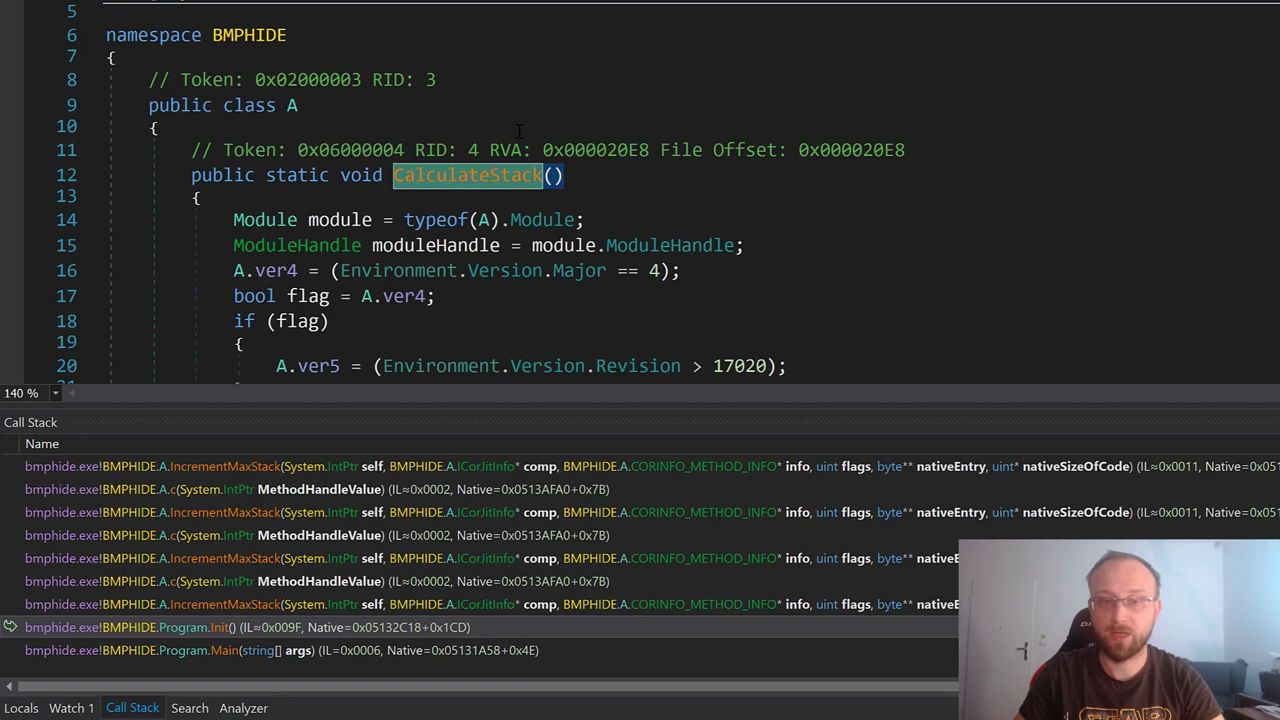 5
6 namespace BMPHIDE
7 {
8 // Token: 0x02000003 RID: 3
9 public class A
10 {
11 // Token: 0x06000004 RID: 4 RVA: 0x000020E8 File Offset: 0x000020E8
12 public static void CalculateStack()
13 {
14 Module module = typeof(A).Module;
15 ModuleHandle moduleHandle = module.ModuleHandle;
16 A.ver4 = (Environment.Version.Major == 4);
17 bool flag = A.ver4;
18 if (flag)
19 {
20 A.ver5 = (Environment.Version.Revision > 17020);
140 %
Call Stack
Name
bmphide.exe!BMPHIDE.A.IncrementMaxStack(System.IntPtr self, BMPHIDE.A.ICorJitInfo* comp, BMPHIDE.A.CORINFO_METHOD_INFO* info, uint flags, byte** nativeEntry, uint* nativeSizeOfCode) (IL≈0x0011, Native=0x051
bmphide.exe!BMPHIDE.A.c(System.IntPtr MethodHandleValue) (IL≈0x0002, Native=0x0513AFA0+0x7B)
bmphide.exe!BMPHIDE.A.IncrementMaxStack(System.IntPtr self, BMPHIDE.A.ICorJitInfo* comp, BMPHIDE.A.CORINFO_METHOD_INFO* info, uint flags, byte** nativeEntry, uint* nativeSizeOfCode) (IL≈0x0011, Native=0x051
bmphide.exe!BMPHIDE.A.c(System.IntPtr MethodHandleValue) (IL≈0x0002, Native=0x0513AFA0+0x7B)
bmphide.exe!BMPHIDE.A.IncrementMaxStack(System.IntPtr self, BMPHIDE.A.ICorJitInfo* comp, BMPHIDE.A.CORINFO_METHOD_INFO* info, uint flags, byte** nativeE
bmphide.exe!BMPHIDE.A.c(System.IntPtr MethodHandleValue) (IL≈0x0002, Native=0x0513AFA0+0x7B)
bmphide.exe!BMPHIDE.A.IncrementMaxStack(System.IntPtr self, BMPHIDE.A.ICorJitInfo* comp, BMPHIDE.A.CORINFO_METHOD_INFO* info, uint flags, byte** nativeE
bmphide.exe!BMPHIDE.Program.Init() (IL≈0x009F, Native=0x05132C18+0x1CD)
bmphide.exe!BMPHIDE.Program.Main(string[] args) (IL=0x0006, Native=0x05131A58+0x4E)
Locals Watch 1 Call Stack Search Analyzer